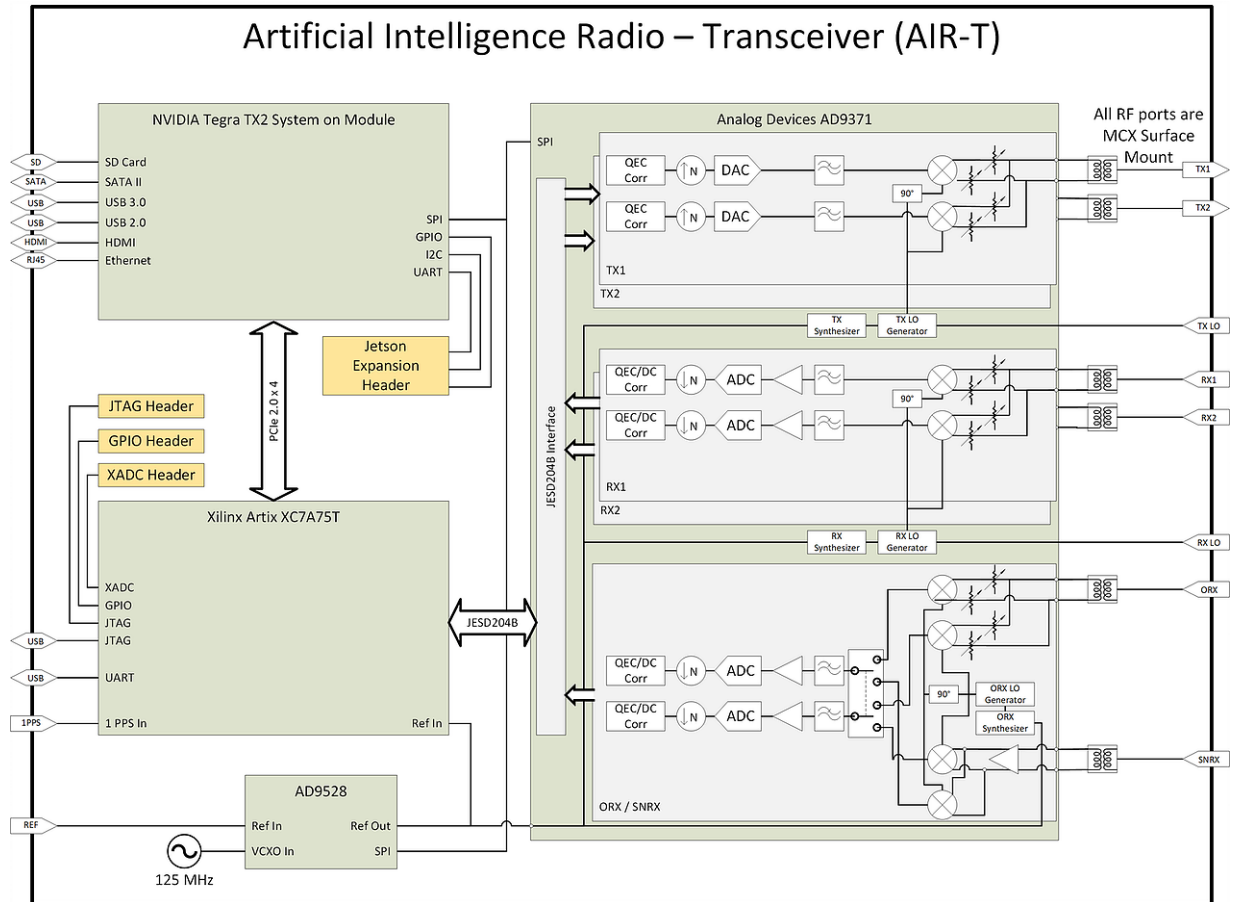 Artificial Intelligence Radio – Transceiver (AIR-T)
NVIDIA Tegra TX2 System on Module
SD
SD Card
SATA
SATA II
USB
USB 3.0
USB
USB 2.0
HDMI
HDMI
RJ45
Ethernet
SPI
GPIO
I2C
UART
Jetson
Expansion
Header
PCIe 2.0 x 4
JTAG Header
GPIO Header
XADC Header
Xilinx Artix XC7A75T
XADC
GPIO
JTAG
USB
JTAG
USB
UART
1PPS
1 PPS In
Ref In
JESD204B
AD9528
REF
Ref In
Ref Out
VCXO In
SPI
125 MHz
Analog Devices AD9371
SPI
JESD204B Interface
All RF ports are
MCX Surface
Mount
QEC
Corr
↑N
DAC
90°
QEC
Corr
↑N
DAC
TX1
TX2
TX1
TX2
TX
Synthesizer
TX LO
Generator
TX LO
QEC/DC
Corr
↓N
ADC
90°
QEC/DC
Corr
↓N
ADC
RX1
RX2
RX1
RX2
RX
Synthesizer
RX LO
Generator
RX LO
ORX
QEC/DC
Corr
↓N
ADC
QEC/DC
Corr
↓N
ADC
90°
ORX LO
Generator
ORX
Synthesizer
SNRX
ORX / SNRX